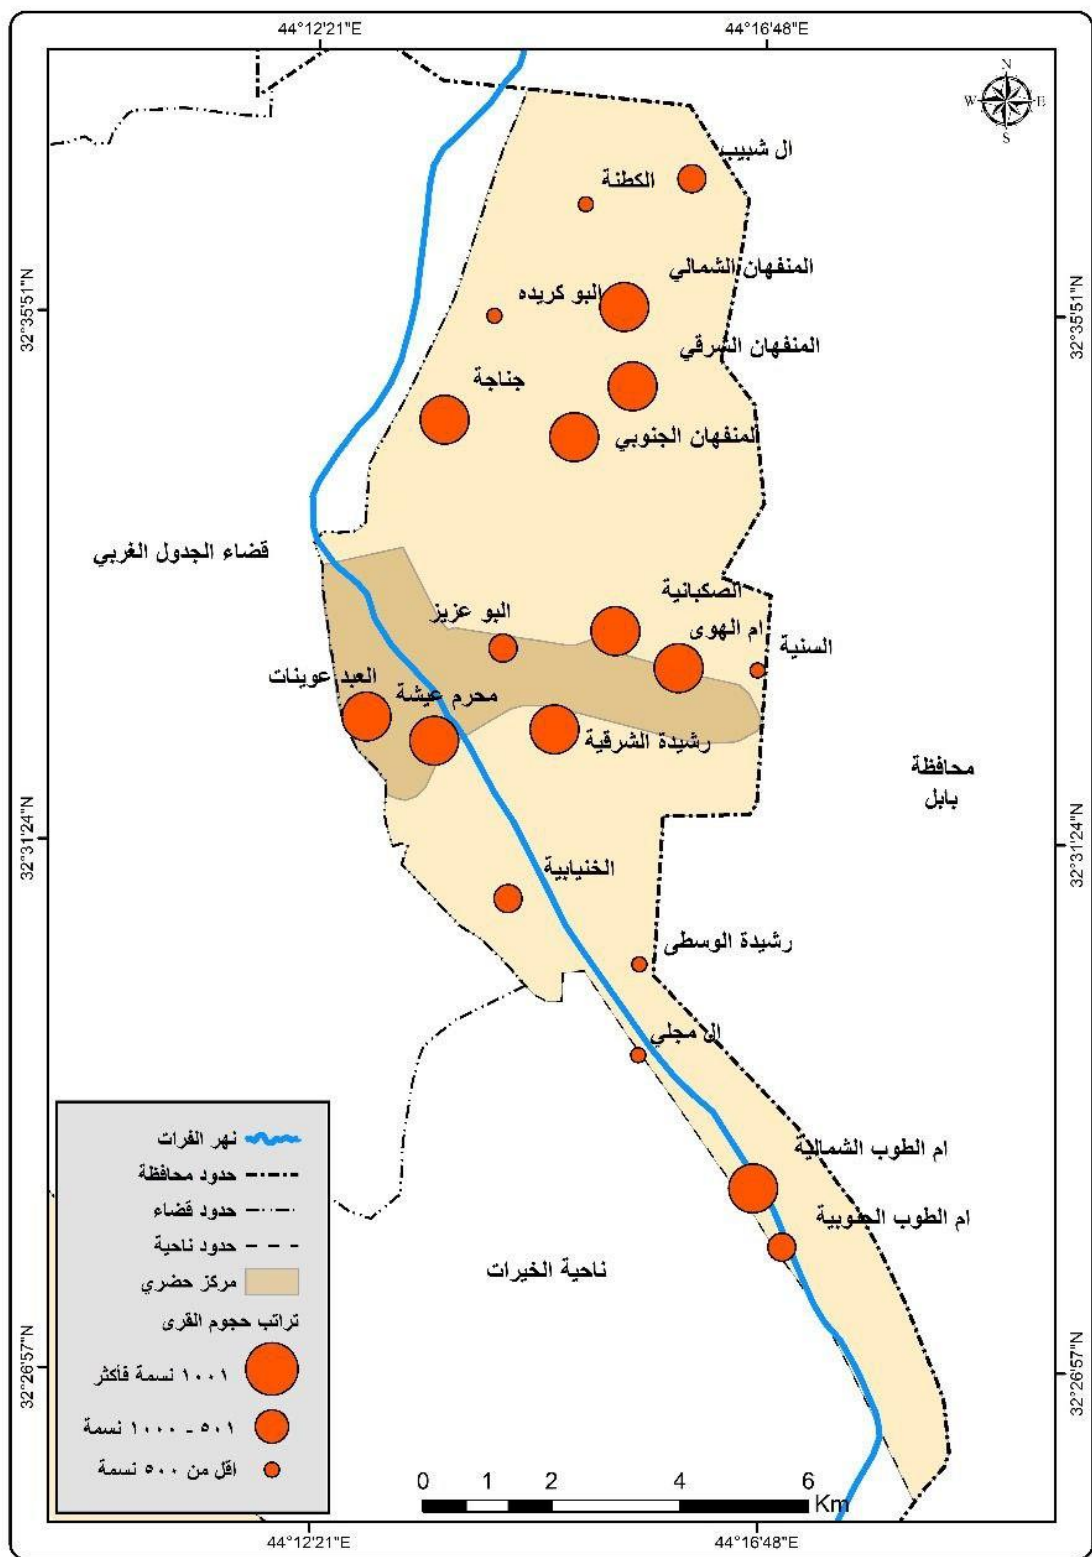 44°12'21"E
44°16'48"E
N
W E
S
ال شبيب
الكطنة
32°35'51"N
32°35'51"N
المنفهان الشمالي
البو كريده
المنفهان الشرقي
جناجة
المنفهان الجنوبي
قضاء الجدول الغربي
الصكبانية
البو عزيز
ام الهوى
السنية
العبد عوينات
محرم عيشة
رشيدة الشرقية
محافظة
بابل
32°31'24"N
32°31'24"N
الخنيابية
رشيدة الوسطى
ال مجلي
ام الطوب الشمالية
ام الطوب الجنوبية
ناحية الخيرات
32°26'57"N
32°26'57"N
نهر الفرات
حدود محافظة
حدود قضاء
حدود ناحية
مركز حضري
تراتب حجوم القرى
١٠٠١ نسمة فأكثر
٥٠١ - ١٠٠٠ نسمة
اقل من ٥٠٠ نسمة
0 1 2 4 6
Km
44°12'21"E
44°16'48"E